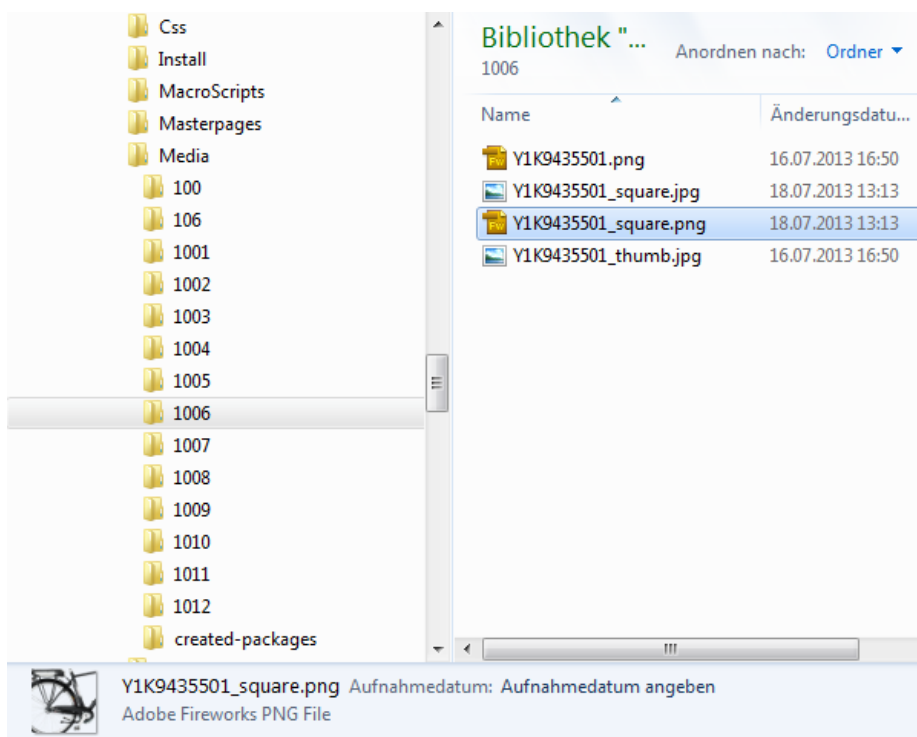 Css
Install
MacroScripts
Masterpages
Media
100
106
1001
1002
1003
1004
1005
1006
1007
1008
1009
1010
1011
1012
created-packages
Bibliothek "...
1006
Anordnen nach: Ordner
Name Änderungsdatu...
Y1K9435501.png 16.07.2013 16:50
Y1K9435501_square.jpg 18.07.2013 13:13
Y1K9435501_square.png 18.07.2013 13:13
Y1K9435501_thumb.jpg 16.07.2013 16:50
Y1K9435501_square.png Aufnahmedatum: Aufnahmedatum angeben
Adobe Fireworks PNG File